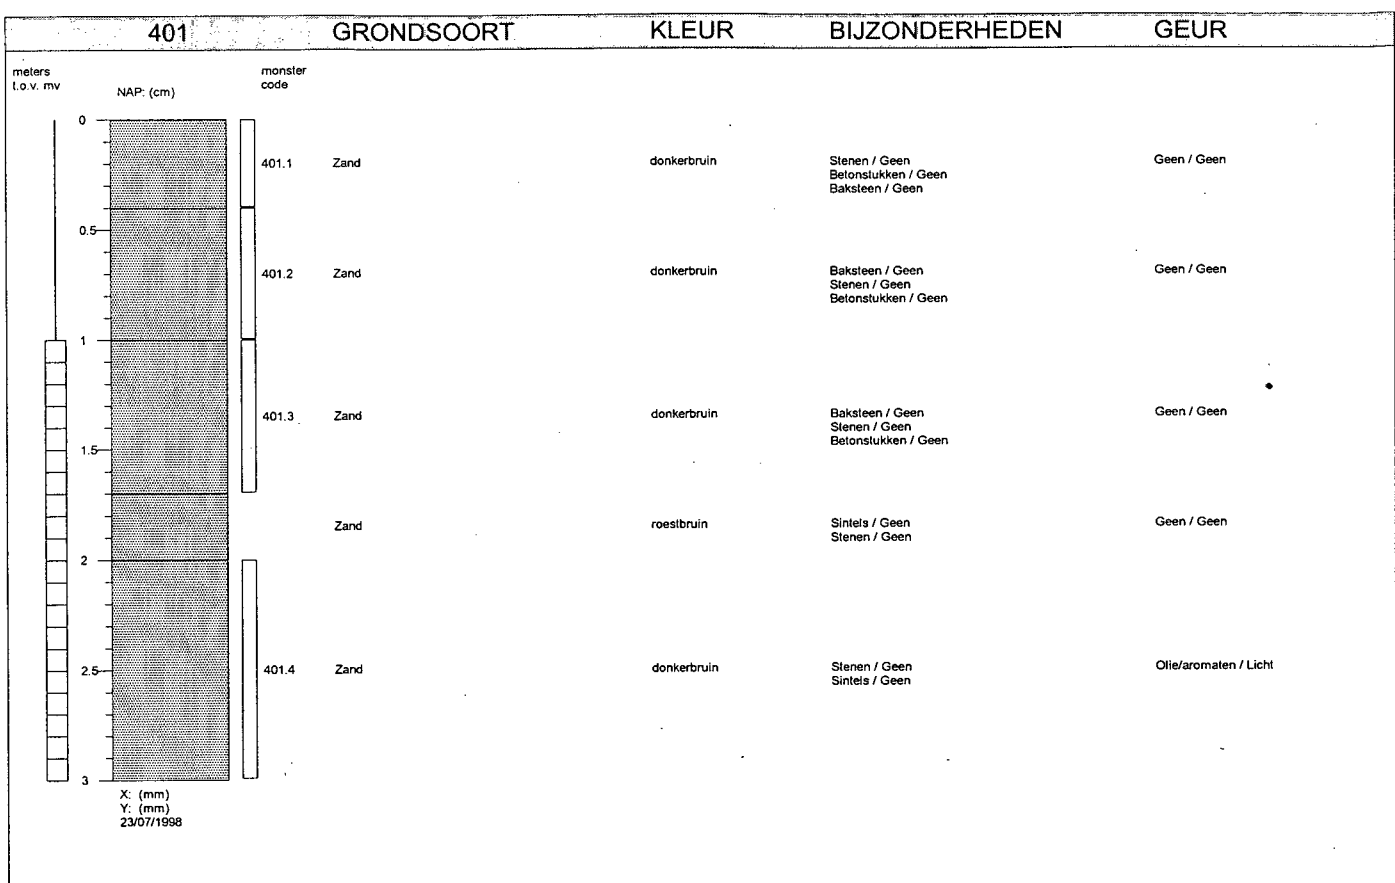 401 GRONDSOORT KLEUR BIJZONDERHEDEN GEUR
meters
t.o.v. mv
NAP: (cm)
monster
code
0
401.1 Zand donkerbruin Stenen / Geen Geen / Geen
Betonstukken / Geen
Baksteen / Geen
0.5
401.2 Zand donkerbruin Baksteen / Geen Geen / Geen
Stenen / Geen
Betonstukken / Geen
1
401.3 Zand donkerbruin Baksteen / Geen Geen / Geen
Stenen / Geen
Betonstukken / Geen
1.5
Zand roestbruin Sintels / Geen Geen / Geen
Stenen / Geen
2
2.5 401.4 Zand donkerbruin Stenen / Geen Olie/aromaten / Licht
Sintels / Geen
3
X: (mm)
Y: (mm)
23/07/1998